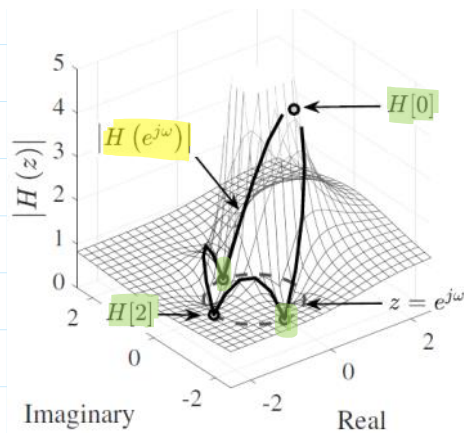 5
4
H[0]
|H (e^{jω})|
3
|H (z)|
2
1
0
H[2]
z = e^{jω}
2
0
-2
-2
0
2
Imaginary
Real